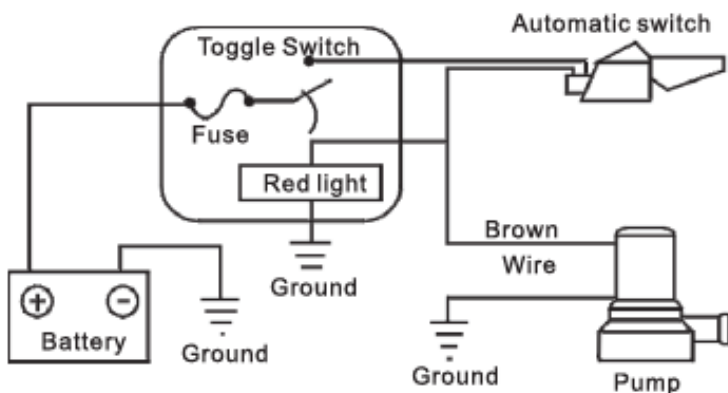 Automatic switch
Toggle Switch
Fuse
Red light
Brown
Wire
Ground
+
-
Battery
Ground
Ground
Pump